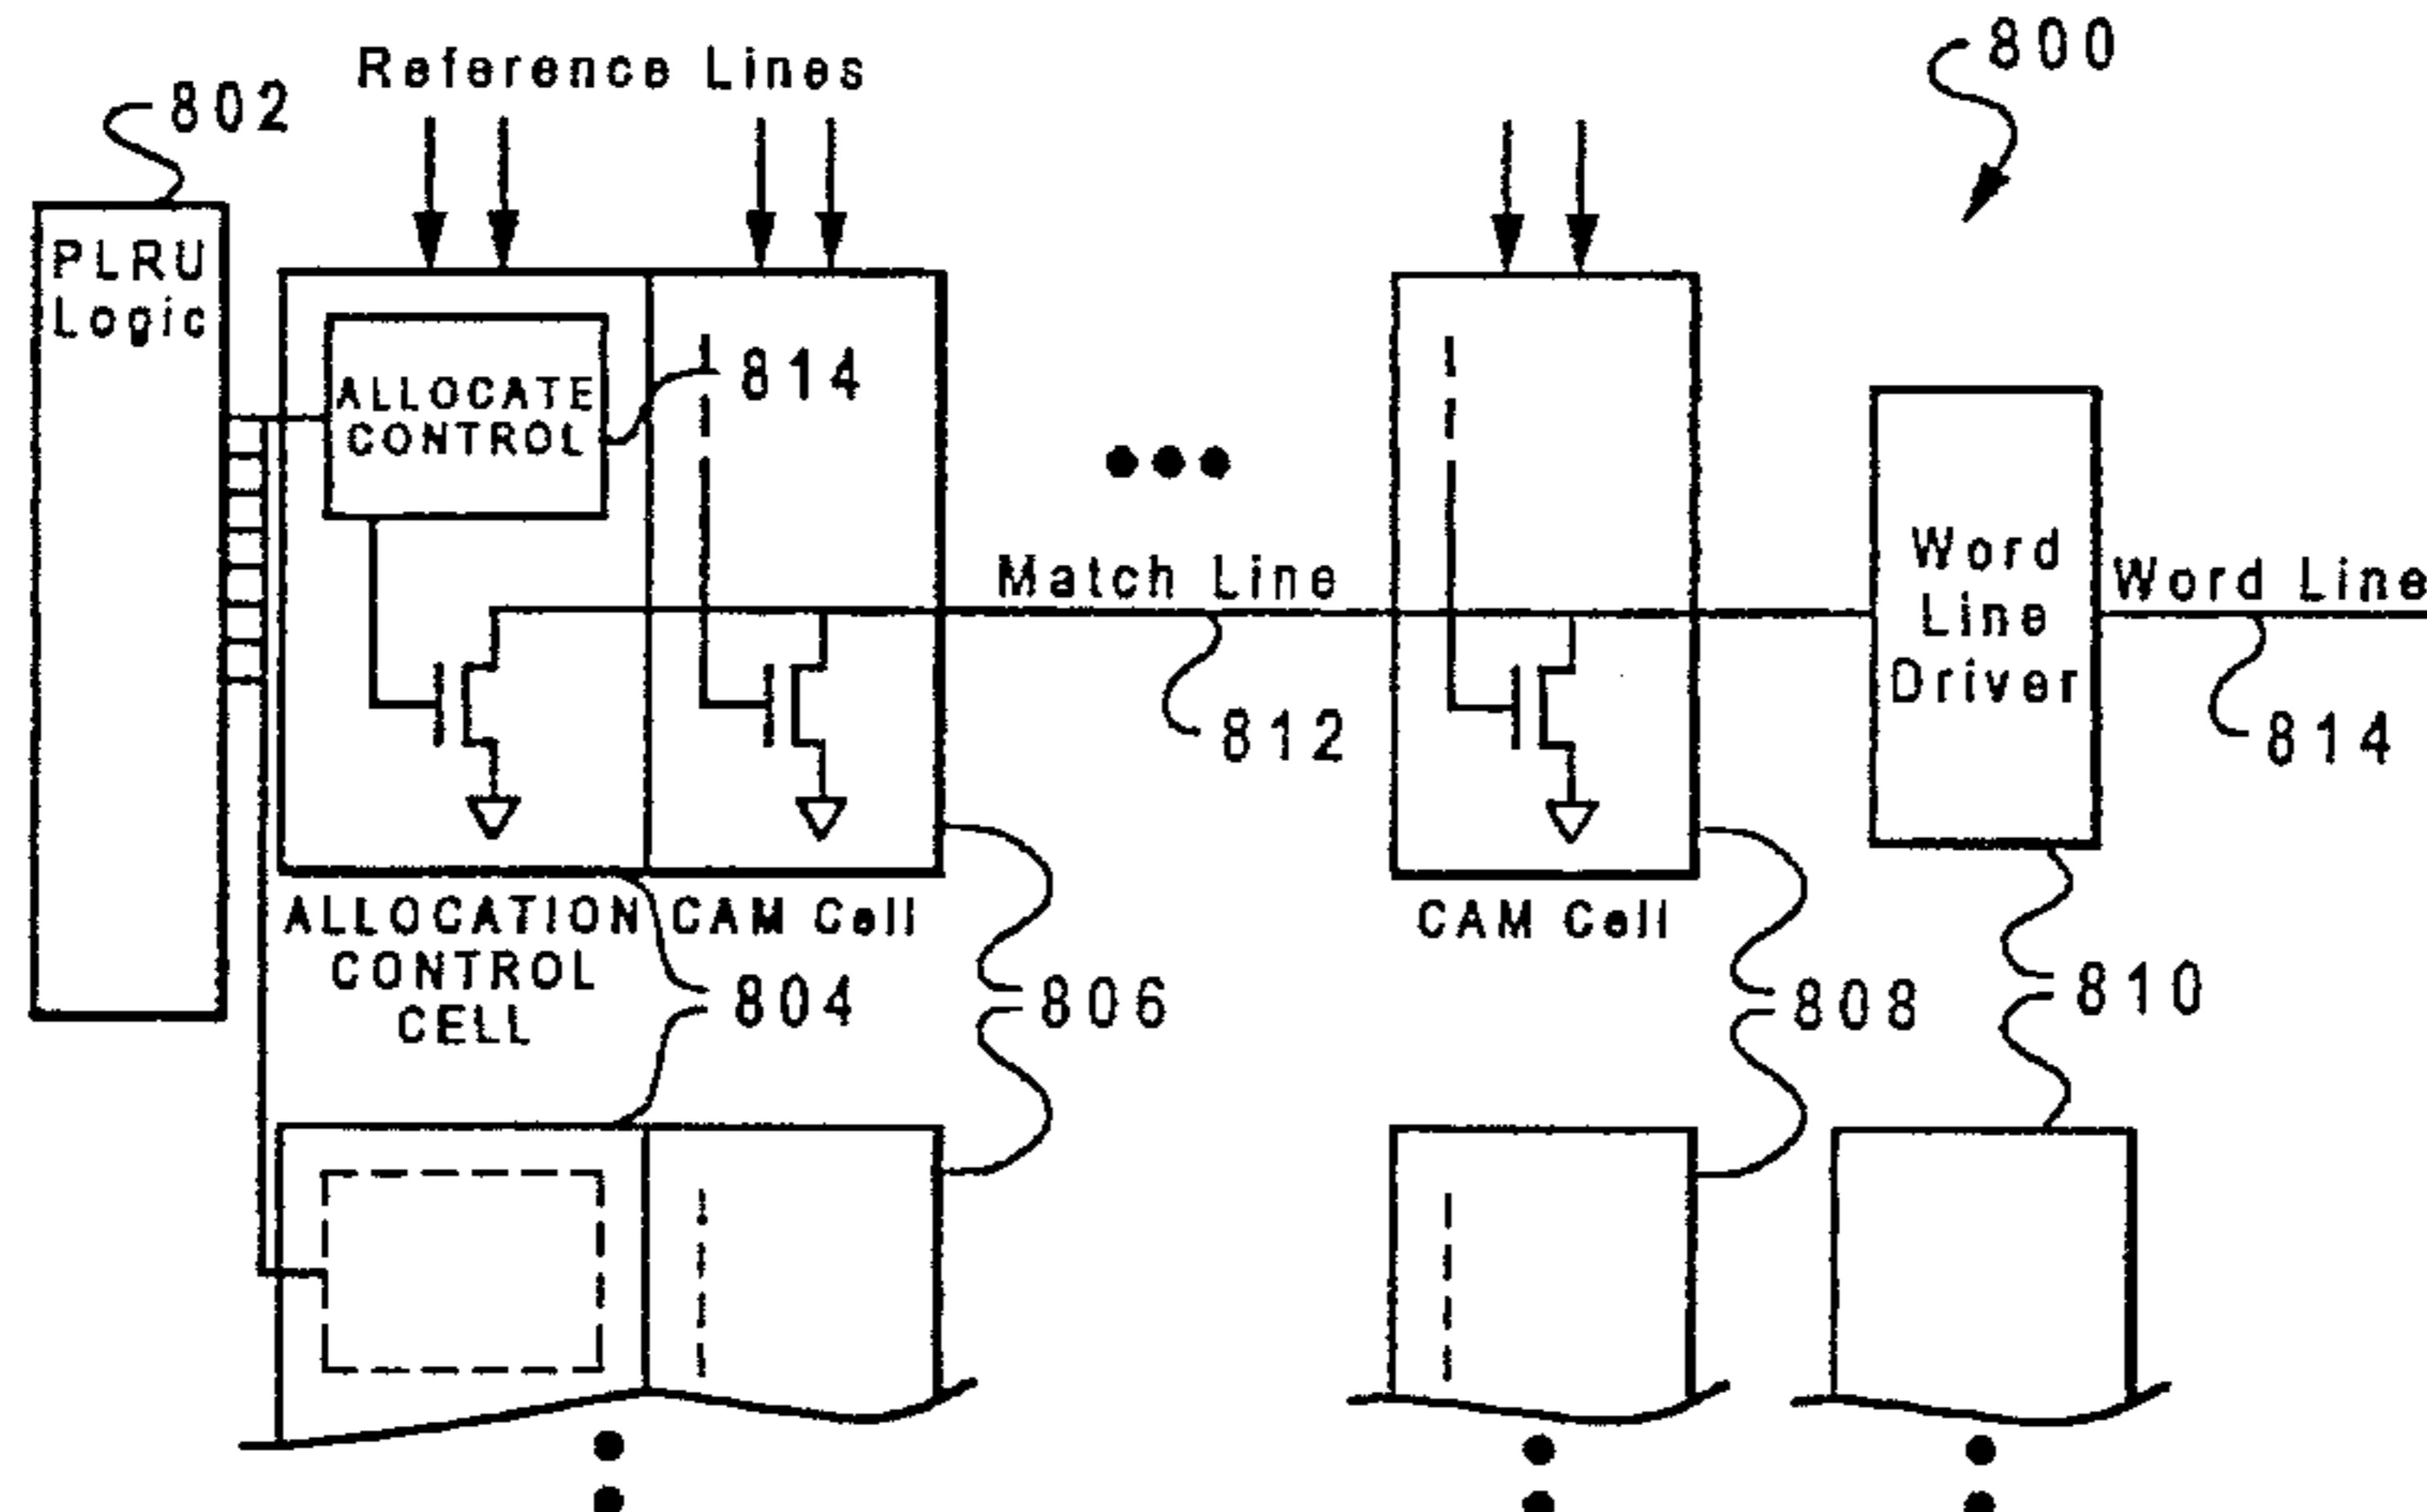 800
Reference Lines
802
PLRU
Logic
ALLOCATE
CONTROL
814
Match Line
Word
Line
Driver
Word Line
812
814
ALLOCATION
CONTROL
CELL
CAM Cell
CAM Cell
804
806
808
810